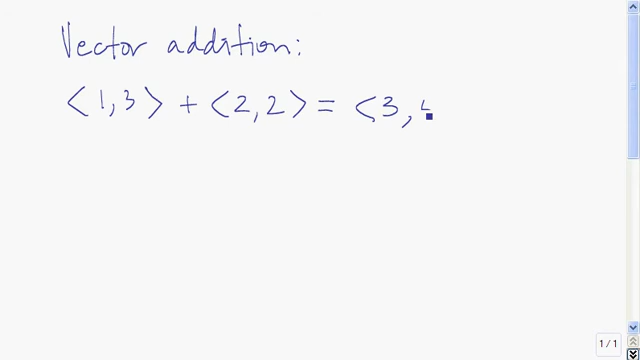 Vector addition:
<1,3> + <2,2> = <3,
1/1